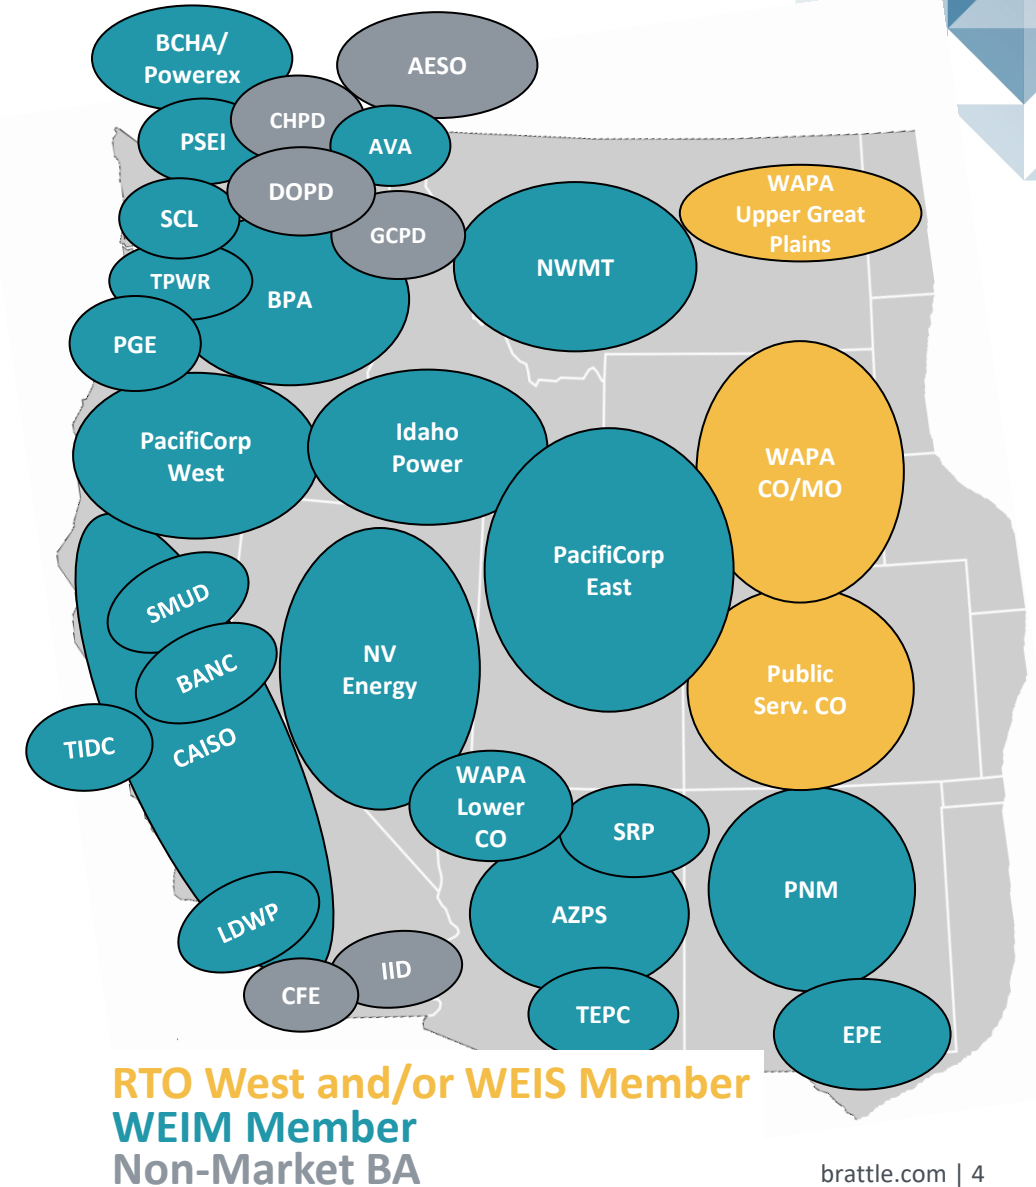 BCHA/
Powerex
AESO
CHPD
PSEI
AVA
DOPD
WAPA
Upper Great
Plains
SCL
GCPD
NWMT
TPWR
BPA
PGE
PacifiCorp
West
Idaho
Power
WAPA
CO/MO
PacifiCorp
East
SMUD
NV
Energy
BANC
Public
Serv. CO
TIDC
CAISO
WAPA
Lower
CO
SRP
PNM
AZPS
LDWP
IID
CFE
TEPC
EPE
RTO West and/or WEIS Member
WEIM Member
Non-Market BA
brattle.com | 4